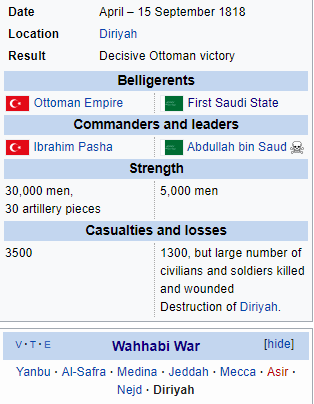 Date April – 15 September 1818
Location Diriyah
Result Decisive Ottoman victory
Belligerents
Ottoman Empire First Saudi State
Commanders and leaders
Ibrahim Pasha Abdullah bin Saud
Strength
30,000 men, 5,000 men
30 artillery pieces
Casualties and losses
3500 1300, but large number of
civilians and soldiers killed
and wounded
Destruction of Diriyah.
V · T · E Wahhabi War [hide]
Yanbu · Al-Safra · Medina · Jeddah · Mecca · Asir ·
Nejd · Diriyah